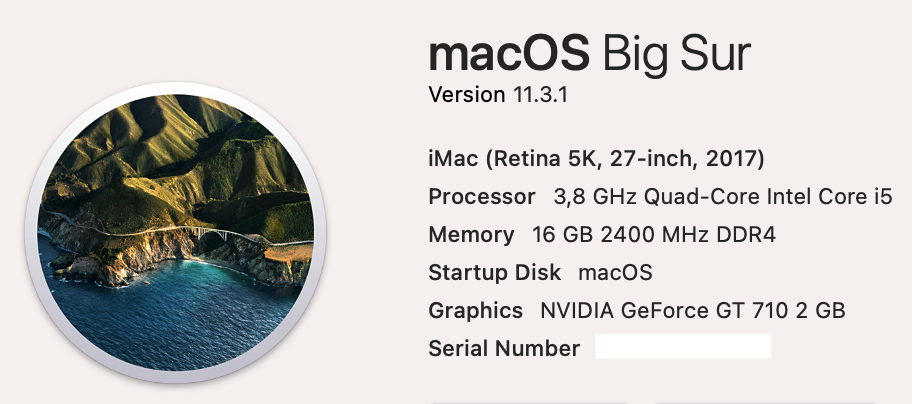 macOS Big Sur
Version 11.3.1
iMac (Retina 5K, 27-inch, 2017)
Processor 3,8 GHz Quad-Core Intel Core i5
Memory 16 GB 2400 MHz DDR4
Startup Disk macOS
Graphics NVIDIA GeForce GT 710 2 GB
Serial Number